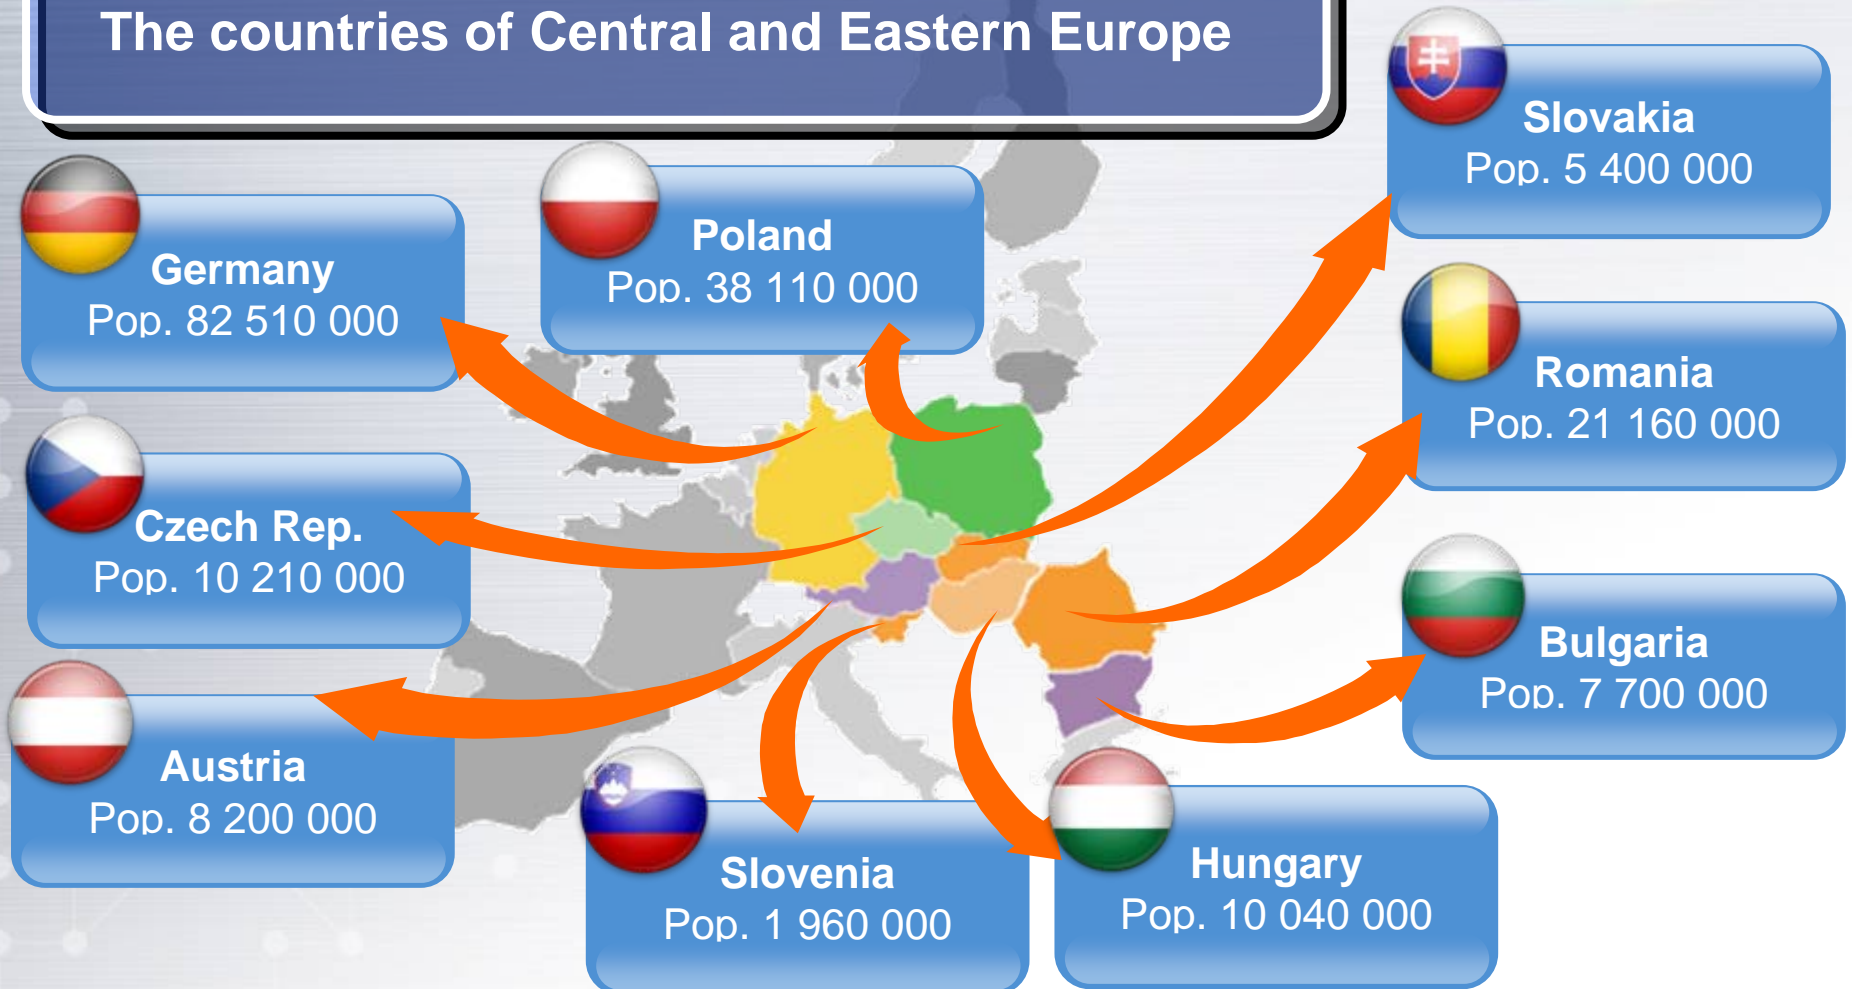 The countries of Central and Eastern Europe
Slovakia
Pop. 5 400 000
Germany
Pop. 82 510 000
Poland
Pop. 38 110 000
Romania
Pop. 21 160 000
Czech Rep.
Pop. 10 210 000
Bulgaria
Pop. 7 700 000
Austria
Pop. 8 200 000
Slovenia
Pop. 1 960 000
Hungary
Pop. 10 040 000